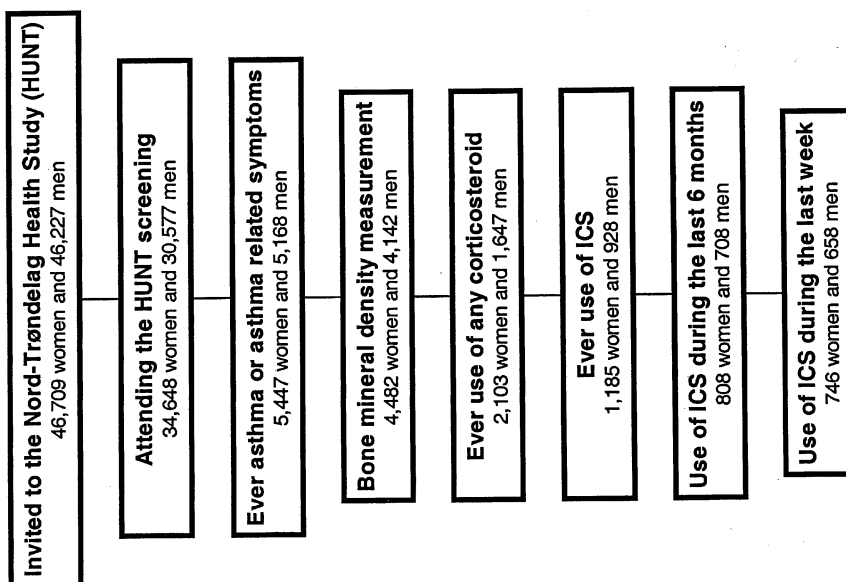 Invited to the Nord-Trøndelag Health Study (HUNT)
46,709 women and 46,227 men
Attending the HUNT screening
34,648 women and 30,577 men
Ever asthma or asthma related symptoms
5,447 women and 5,168 men
Bone mineral density measurement
4,482 women and 4,142 men
Ever use of any corticosteroid
2,103 women and 1,647 men
Ever use of ICS
1,185 women and 928 men
Use of ICS during the last 6 months
808 women and 708 men
Use of ICS during the last week
746 women and 658 men